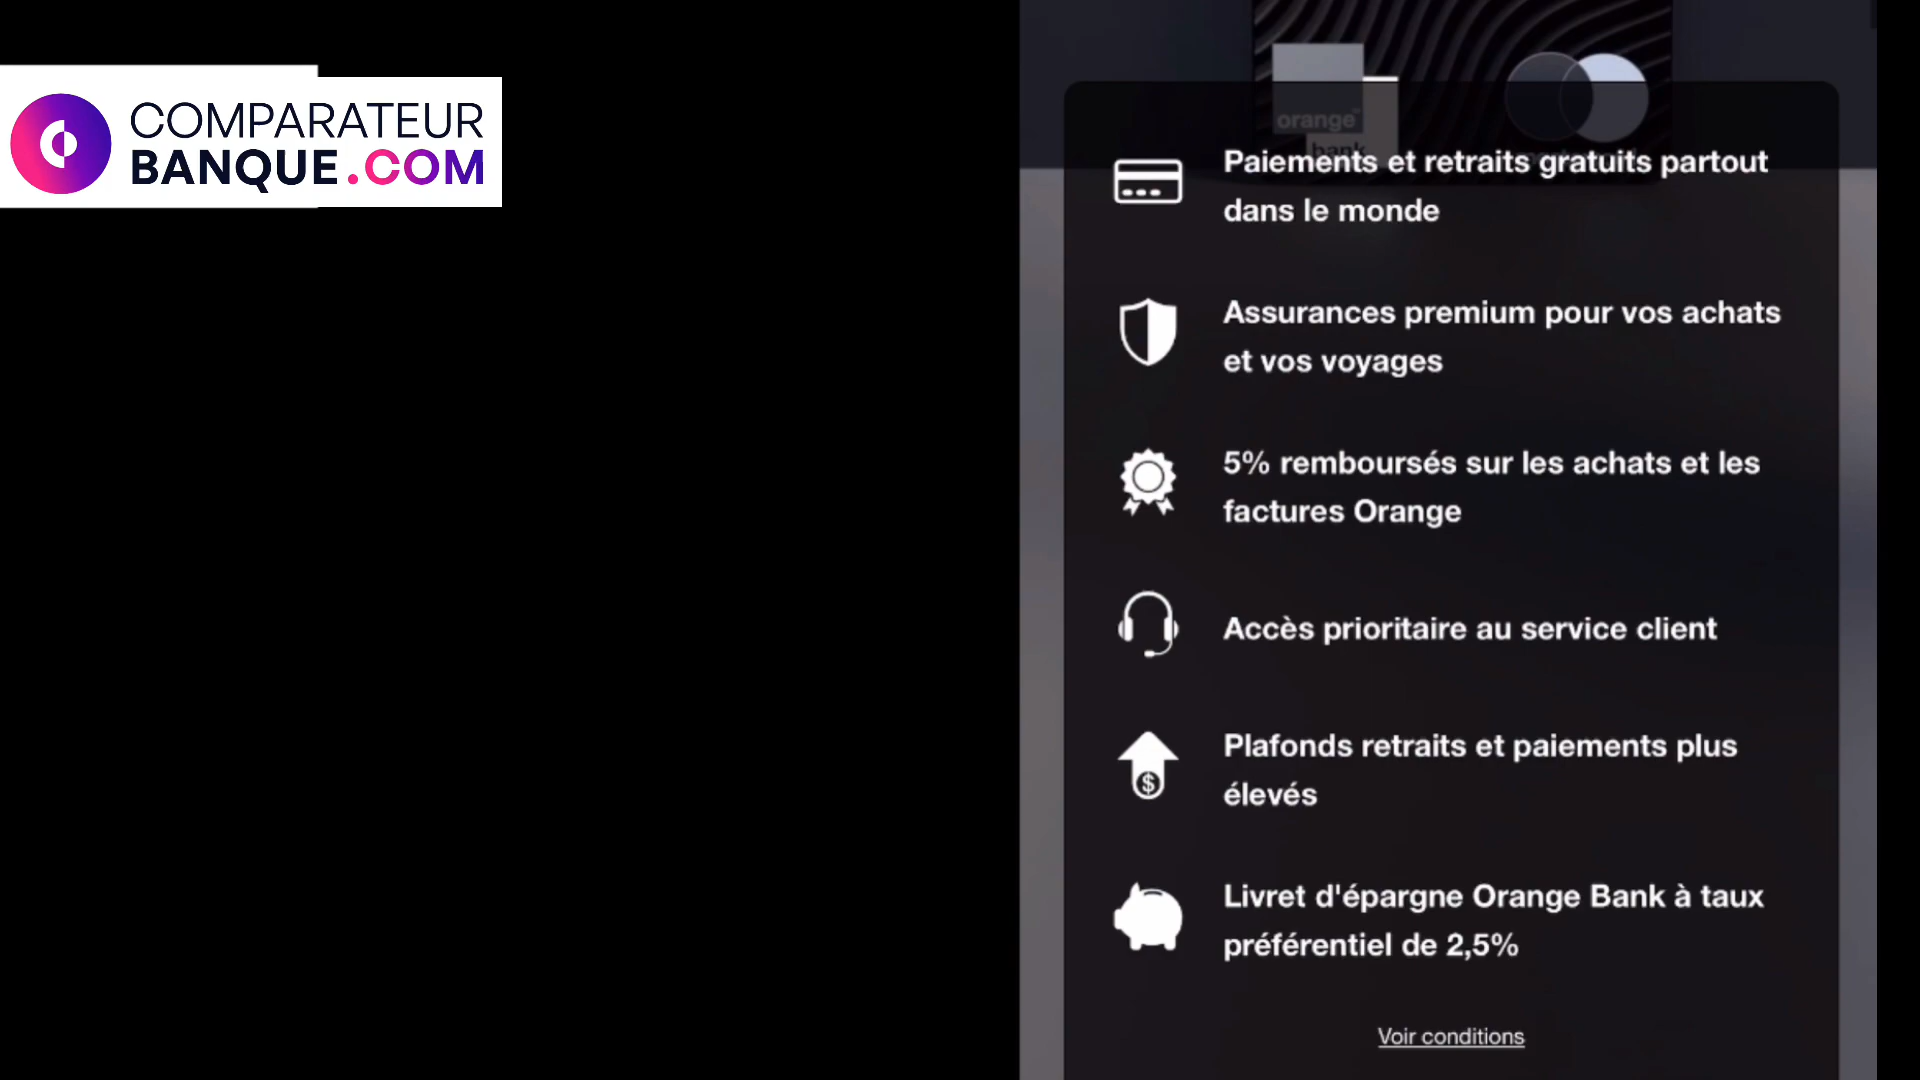 COMPARATEUR
BANQUE.COM
orange™
bank
Paiements et retraits gratuits partout
dans le monde
Assurances premium pour vos achats
et vos voyages
5% remboursés sur les achats et les
factures Orange
Accès prioritaire au service client
$
Plafonds retraits et paiements plus
élevés
Livret d'épargne Orange Bank à taux
préférentiel de 2,5%
Voir conditions